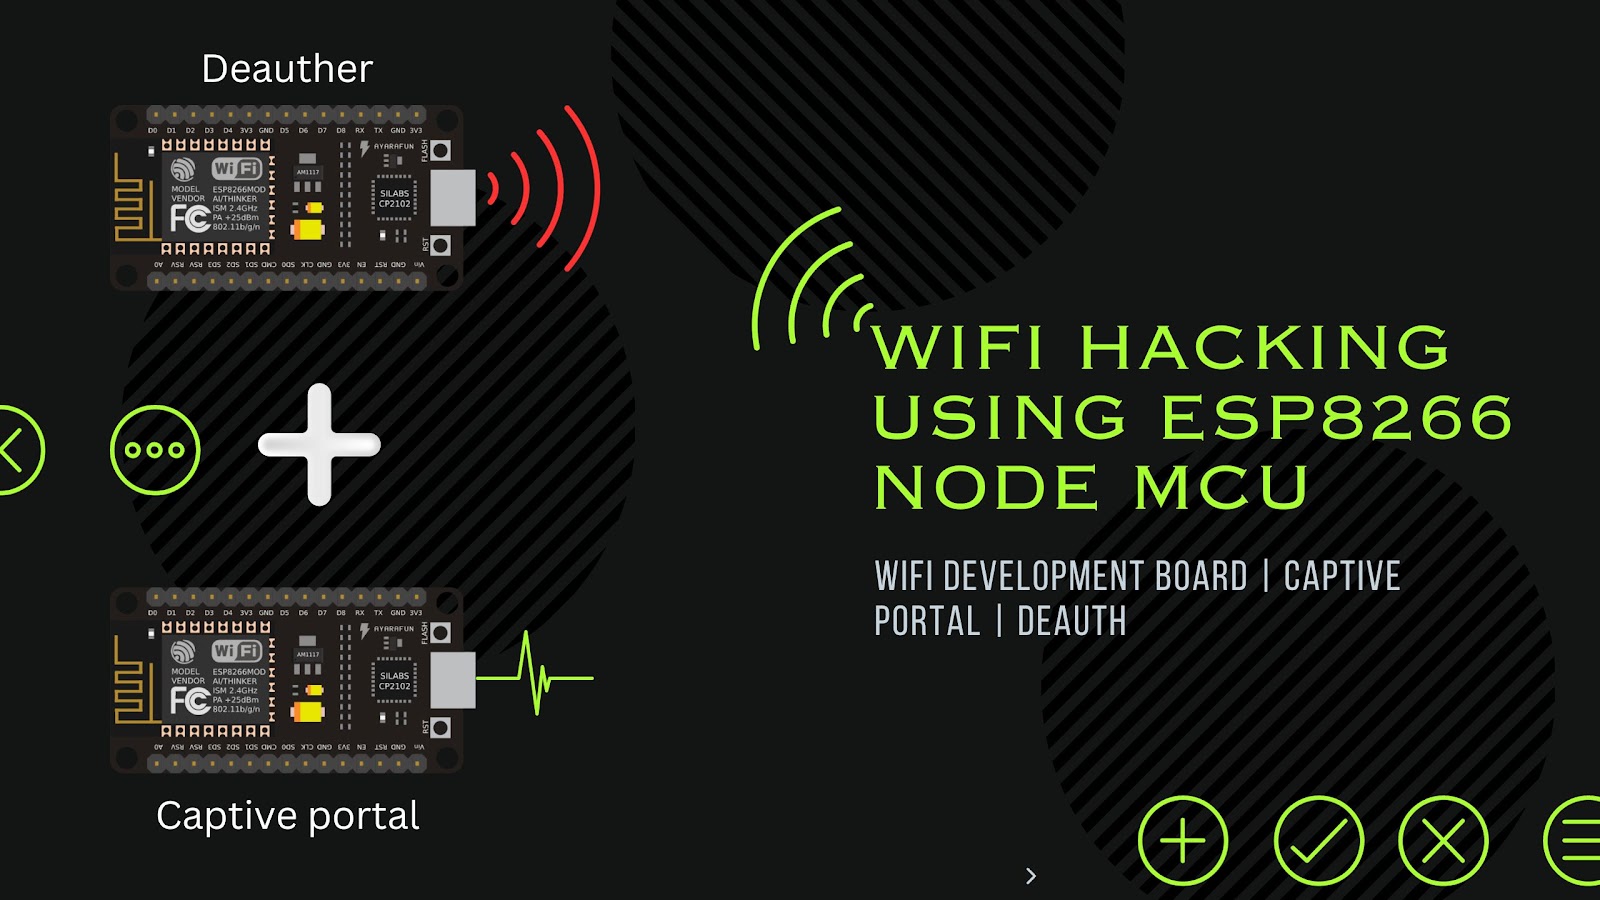 Deauther
D0 D1 D2 D3 D4 3V3 GND D5 D6 D7 D8 RX TX GND 3V3
AYARAFUN
FLASH
WiFi
AM1117
MODEL ESP8266MOD
VENDOR AI/THINKER
ISM 2.4GHz
FC PA +25dBm
802.11b/g/n
SILABS
CP2102
RST
A0 RSV RSV SD3 SD2 SD1 CMD SD0 CLK GND 3V3 EN RST GND Vin
WIFI HACKING
USING ESP8266
NODE MCU
WIFI DEVELOPMENT BOARD | CAPTIVE
PORTAL | DEAUTH
D0 D1 D2 D3 D4 3V3 GND D5 D6 D7 D8 RX TX GND 3V3
AYARAFUN
FLASH
WiFi
AM1117
MODEL ESP8266MOD
VENDOR AI/THINKER
ISM 2.4GHz
FC PA +25dBm
802.11b/g/n
SILABS
CP2102
RST
A0 RSV RSV SD3 SD2 SD1 CMD SD0 CLK GND 3V3 EN RST GND Vin
Captive portal